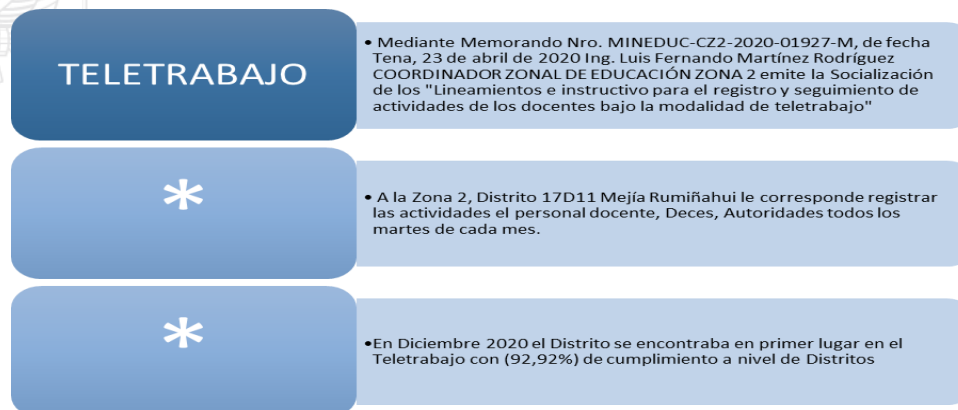 TELETRABAJO
• Mediante Memorando Nro. MINEDUC-CZ2-2020-01927-M, de fecha
Tena, 23 de abril de 2020 Ing. Luis Fernando Martínez Rodríguez
COORDINADOR ZONAL DE EDUCACIÓN ZONA 2 emite la Socialización
de los "Lineamientos e instructivo para el registro y seguimiento de
actividades de los docentes bajo la modalidad de teletrabajo"
*
• A la Zona 2, Distrito 17D11 Mejía Rumiñahui le corresponde registrar
las actividades el personal docente, Deces, Autoridades todos los
martes de cada mes.
*
•En Diciembre 2020 el Distrito se encontraba en primer lugar en el
Teletrabajo con (92,92%) de cumplimiento a nivel de Distritos